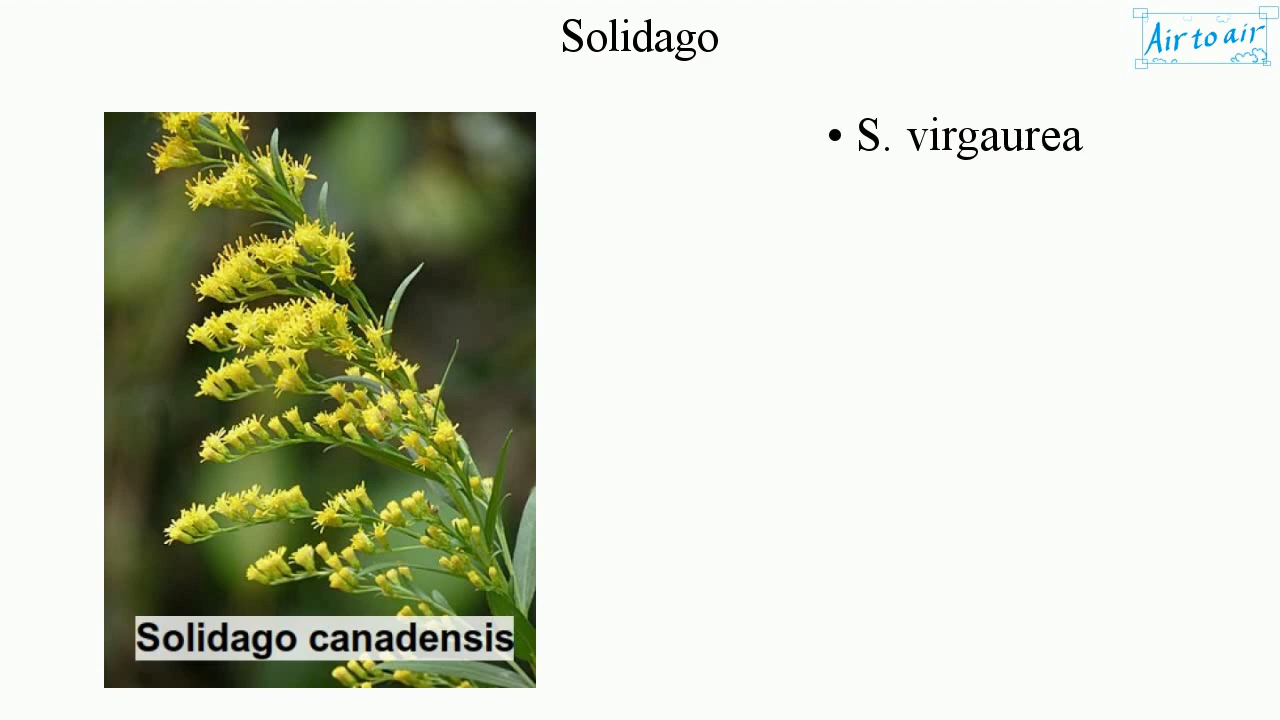 Solidago
Air to air
• S. virgaurea
Solidago canadensis